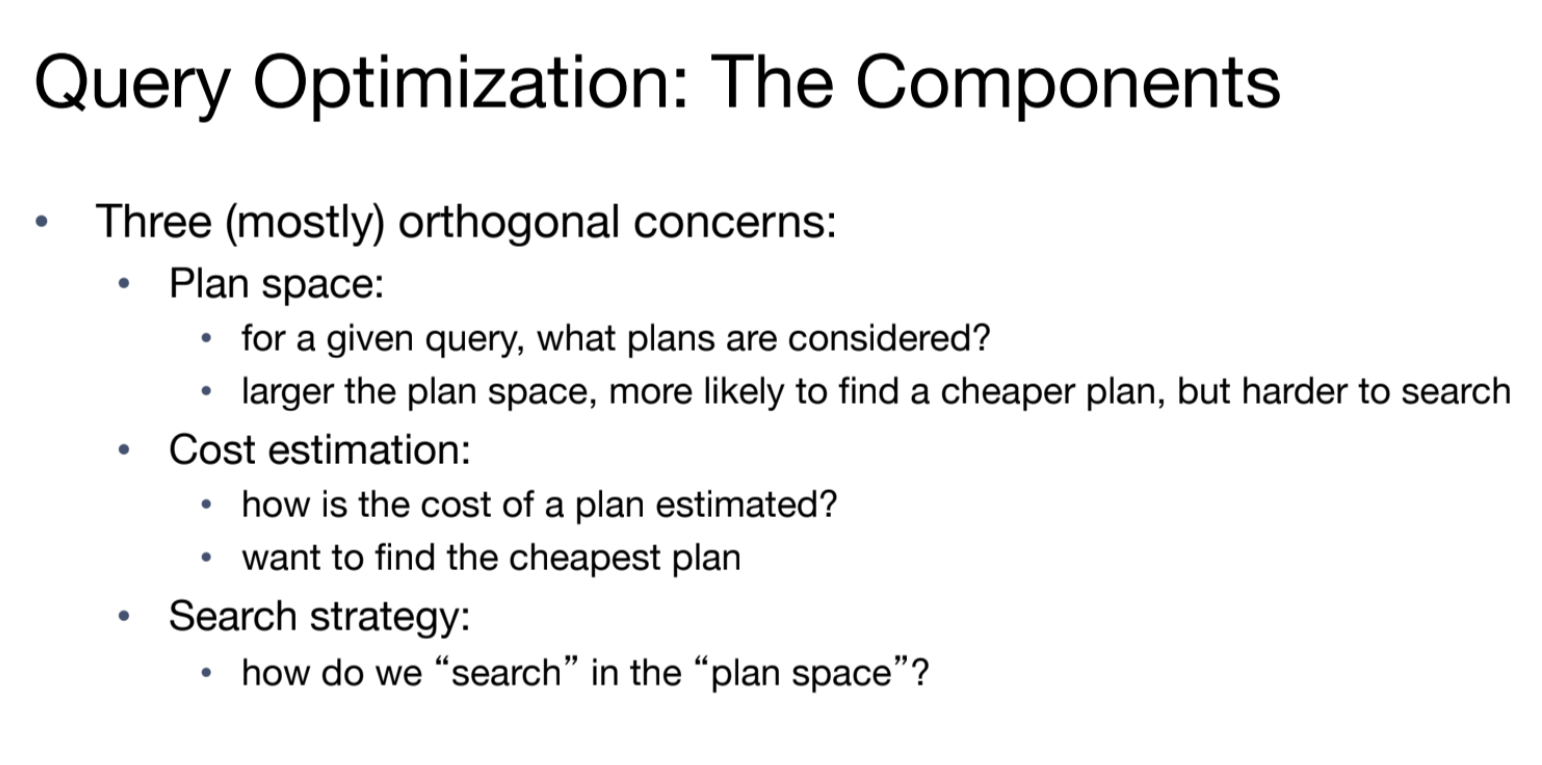 Query Optimization: The Components
• Three (mostly) orthogonal concerns:
• Plan space:
• for a given query, what plans are considered?
• larger the plan space, more likely to find a cheaper plan, but harder to search
• Cost estimation:
• how is the cost of a plan estimated?
• want to find the cheapest plan
• Search strategy:
• how do we “search” in the “plan space”?